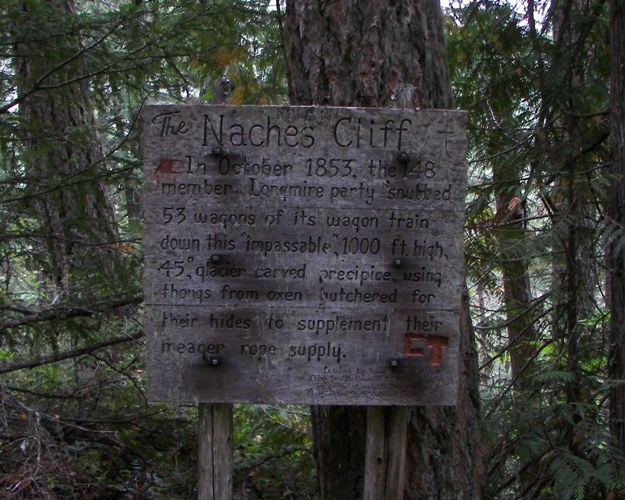 The Naches Cliff
In October 1853, the 148
member Longmire party snubbed
53 wagons of its wagon train
down this impassable, 1000 ft. high,
45° glacier carved precipice, using
thongs from oxen butchered for
their hides to supplement their
meager rope supply.
ET